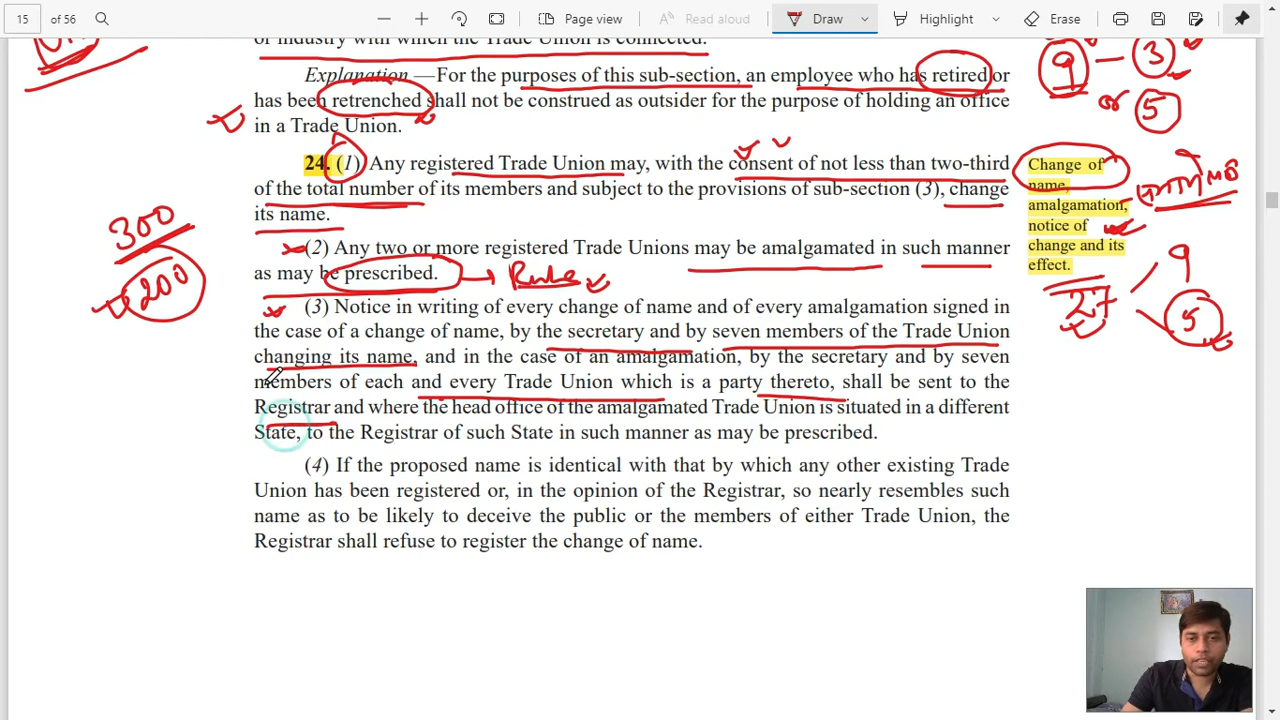 15 of 56
Page view
Read aloud
Draw
Highlight
Erase
or industry with which the Trade Union is connected.
Explanation —For the purposes of this sub-section, an employee who has retired or
has been retrenched shall not be construed as outsider for the purpose of holding an office
in a Trade Union.
9 — 3
or 5
24. (1) Any registered Trade Union may, with the consent of not less than two-third
of the total number of its members and subject to the provisions of sub-section (3), change
its name.
Change of
name,
amalgamation,
notice of
change and its
effect.
300
200
(2) Any two or more registered Trade Unions may be amalgamated in such manner
as may be prescribed.
Rules
9
27
5
(3) Notice in writing of every change of name and of every amalgamation signed in
the case of a change of name, by the secretary and by seven members of the Trade Union
changing its name, and in the case of an amalgamation, by the secretary and by seven
members of each and every Trade Union which is a party thereto, shall be sent to the
Registrar and where the head office of the amalgamated Trade Union is situated in a different
State, to the Registrar of such State in such manner as may be prescribed.
(4) If the proposed name is identical with that by which any other existing Trade
Union has been registered or, in the opinion of the Registrar, so nearly resembles such
name as to be likely to deceive the public or the members of either Trade Union, the
Registrar shall refuse to register the change of name.